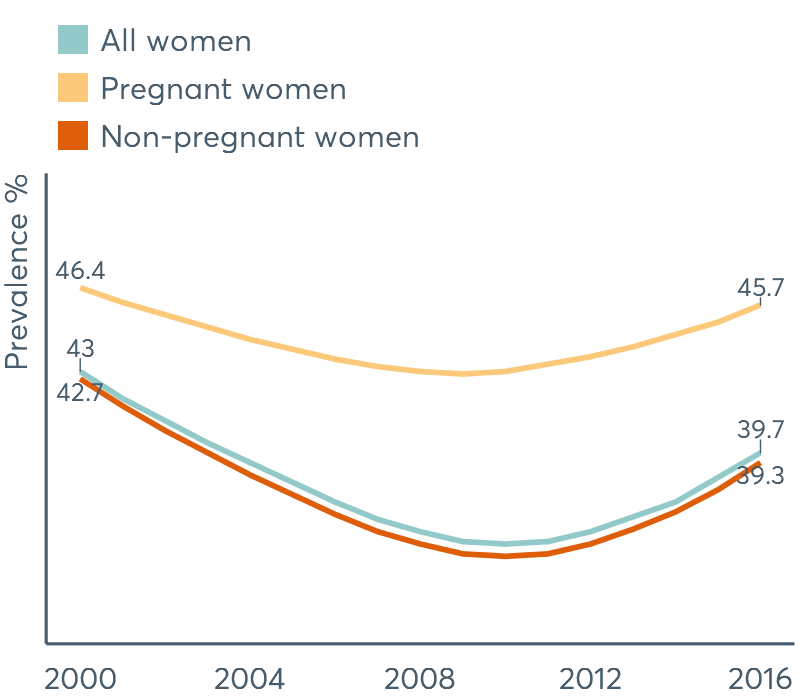 All women
Pregnant women
Non-pregnant women
Prevalence %
46.4
45.7
43
42.7
39.7
39.3
2000 2004 2008 2012 2016